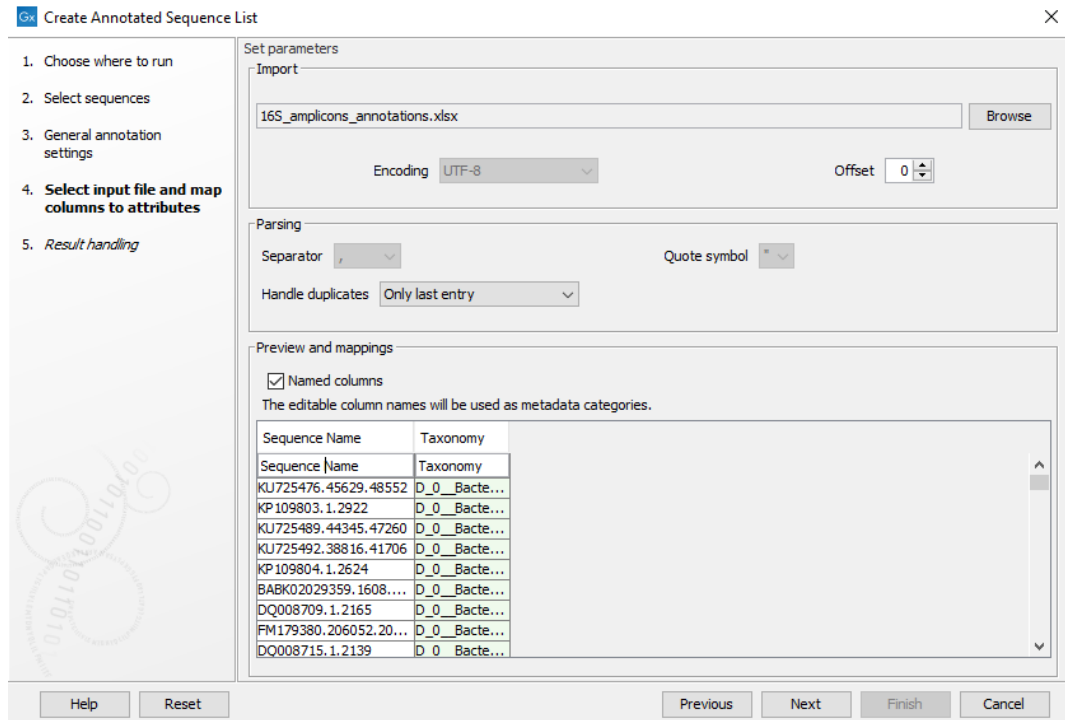 Gx Create Annotated Sequence List
1. Choose where to run
2. Select sequences
3. General annotation
settings
4. Select input file and map
columns to attributes
5. Result handling
Set parameters
Import
16S_amplicons_annotations.xlsx Browse
Encoding UTF-8 Offset 0
Parsing
Separator , Quote symbol "
Handle duplicates Only last entry
Preview and mappings
Named columns
The editable column names will be used as metadata categories.
Sequence Name Taxonomy
Sequence Name Taxonomy
KU725476.45629.48552 D_0__Bacte...
KP109803.1.2922 D_0__Bacte...
KU725489.44345.47260 D_0__Bacte...
KU725492.38816.41706 D_0__Bacte...
KP109804.1.2624 D_0__Bacte...
BABK02029359.1608.... D_0__Bacte...
DQ008709.1.2165 D_0__Bacte...
FM179380.206052.20... D_0__Bacte...
DQ008715.1.2139 D_0__Bacte...
Help Reset Previous Next Finish Cancel